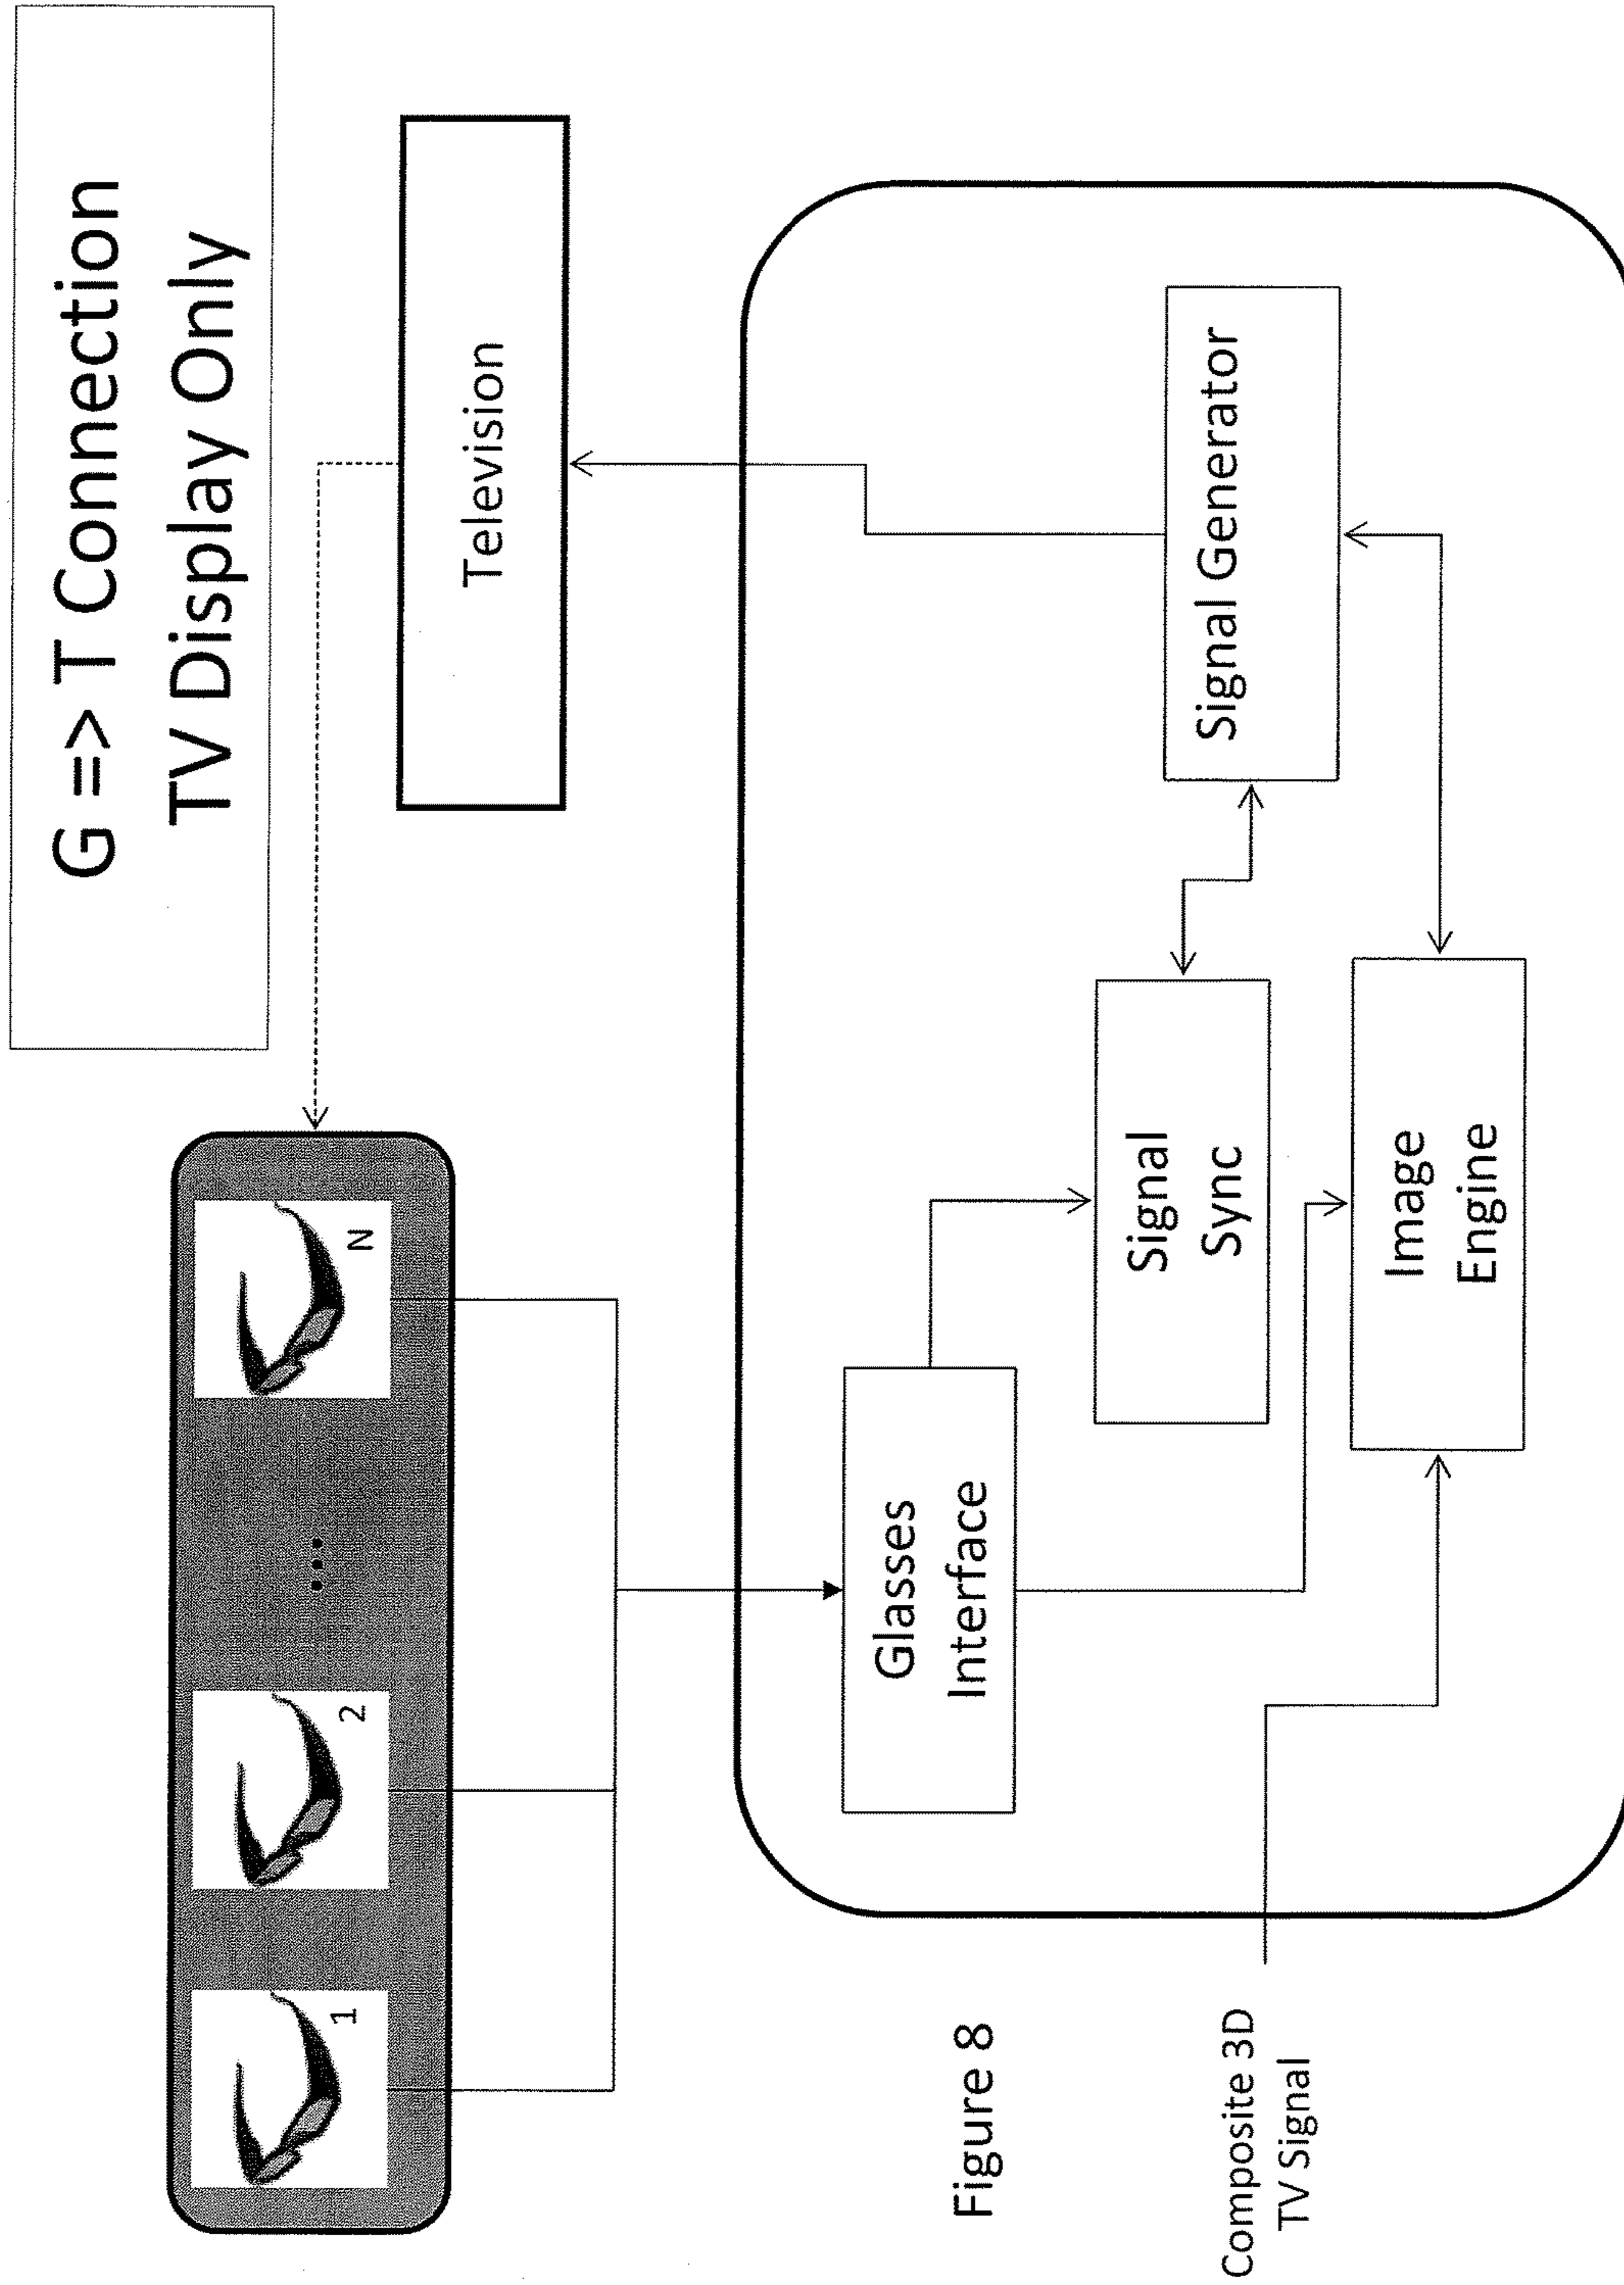 G => T Connection
TV Display Only
1
2
...
N
Television
Glasses
Interface
Signal
Sync
Signal Generator
Image
Engine
Figure 8
Composite 3D
TV Signal